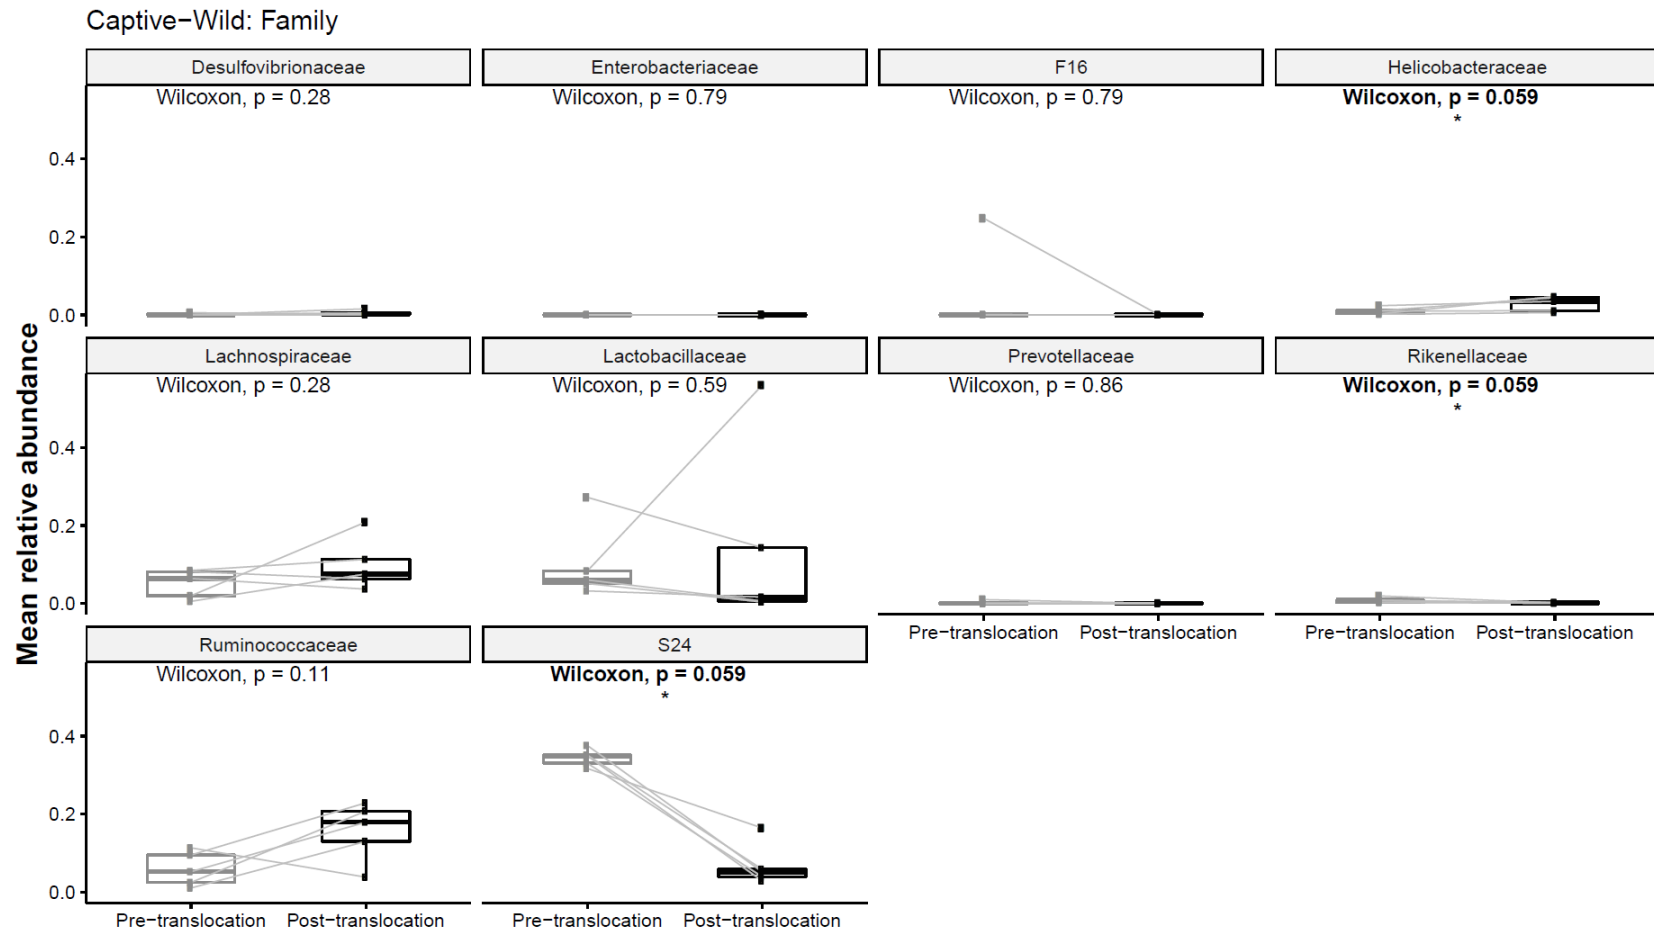 Captive−Wild: Family
Desulfovibrionaceae
Enterobacteriaceae
F16
Helicobacteraceae
Wilcoxon, p = 0.28
Wilcoxon, p = 0.79
Wilcoxon, p = 0.79
Wilcoxon, p = 0.059
*
0.4
0.2
0.0
Lachnospiraceae
Lactobacillaceae
Prevotellaceae
Rikenellaceae
Wilcoxon, p = 0.28
Wilcoxon, p = 0.59
Wilcoxon, p = 0.86
Wilcoxon, p = 0.059
*
0.4
0.2
0.0
Mean relative abundance
Pre−translocation
Post−translocation
Pre−translocation
Post−translocation
Ruminococcaceae
S24
Wilcoxon, p = 0.11
Wilcoxon, p = 0.059
*
0.4
0.2
0.0
Pre−translocation
Post−translocation
Pre−translocation
Post−translocation